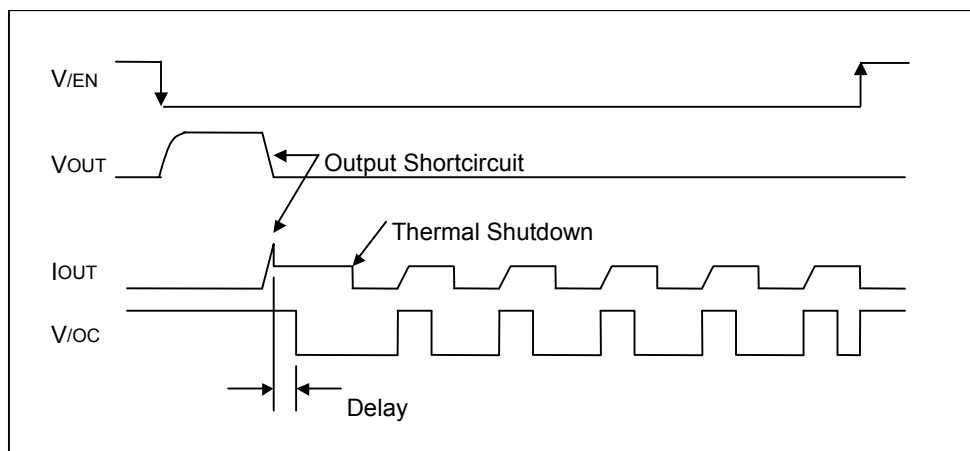 V/EN
VOUT
Output Shortcircuit
Thermal Shutdown
IOUT
V/OC
Delay